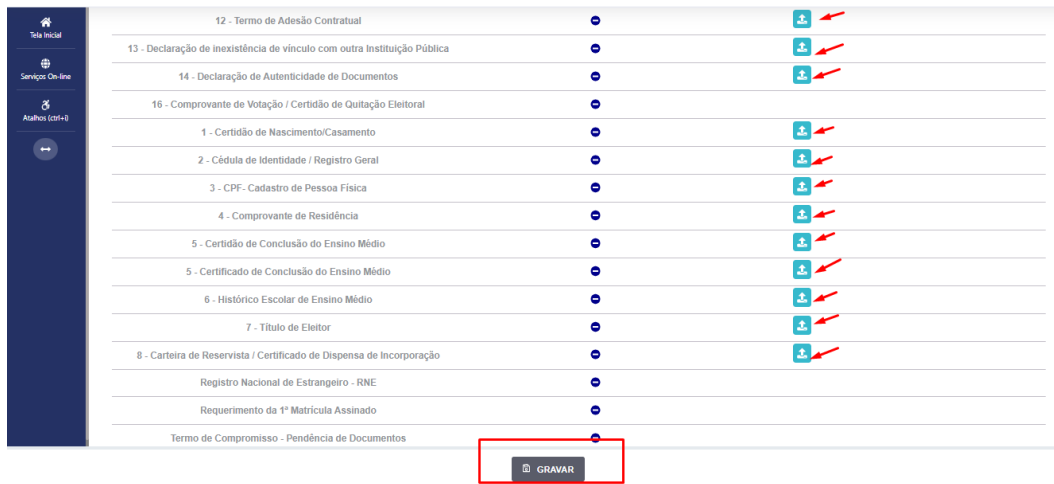 Tela Inicial
Serviços On-line
Atalhos (ctrl+i)
12 - Termo de Adesão Contratual
13 - Declaração de inexistência de vínculo com outra Instituição Pública
14 - Declaração de Autenticidade de Documentos
16 - Comprovante de Votação / Certidão de Quitação Eleitoral
1 - Certidão de Nascimento/Casamento
2 - Cédula de Identidade / Registro Geral
3 - CPF- Cadastro de Pessoa Física
4 - Comprovante de Residência
5 - Certidão de Conclusão do Ensino Médio
5 - Certificado de Conclusão do Ensino Médio
6 - Histórico Escolar de Ensino Médio
7 - Título de Eleitor
8 - Carteira de Reservista / Certificado de Dispensa de Incorporação
Registro Nacional de Estrangeiro - RNE
Requerimento da 1ª Matrícula Assinado
Termo de Compromisso - Pendência de Documentos
GRAVAR